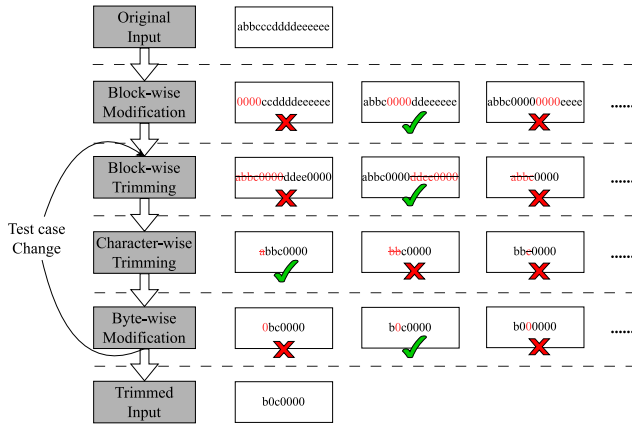 Original
Input
abbcccddddeeeeee
Block-wise
Modification
0000ccddddeeeeee
abbc0000ddeeeeee
abbc00000000eeee
......
Block-wise
Trimming
abbc0000ddee0000
abbc0000ddee0000
abbc0000
......
Test case
Change
Character-wise
Trimming
abbc0000
bbc0000
bbc0000
......
Byte-wise
Modification
0bc0000
b0c0000
b000000
......
Trimmed
Input
b0c0000